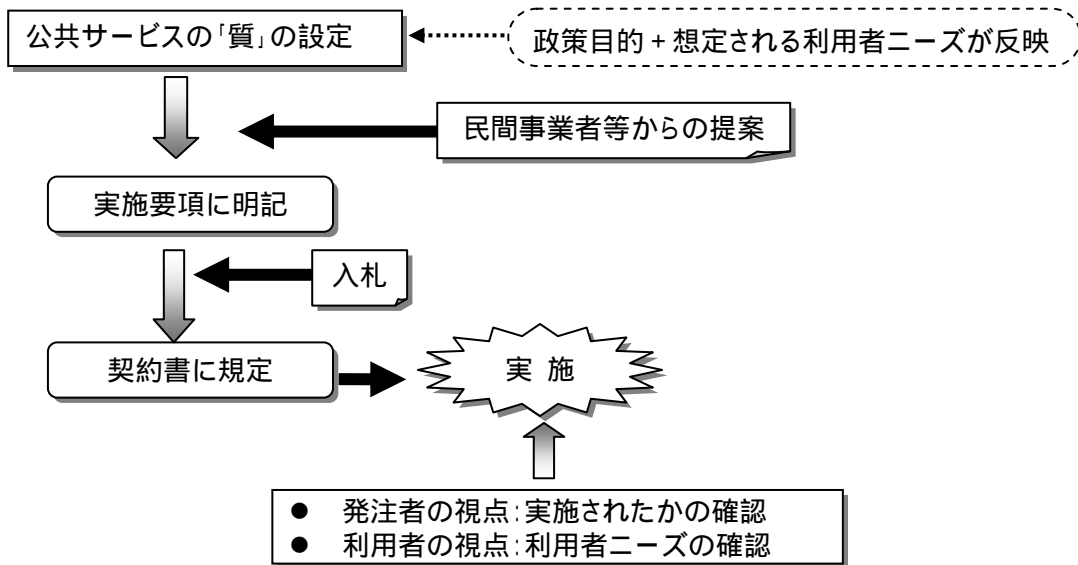 公共サービスの「質」の設定
政策目的+想定される利用者ニーズが反映
民間事業者等からの提案
実施要項に明記
入札
契約書に規定
実 施
● 発注者の視点:実施されたかの確認
● 利用者の視点:利用者ニーズの確認